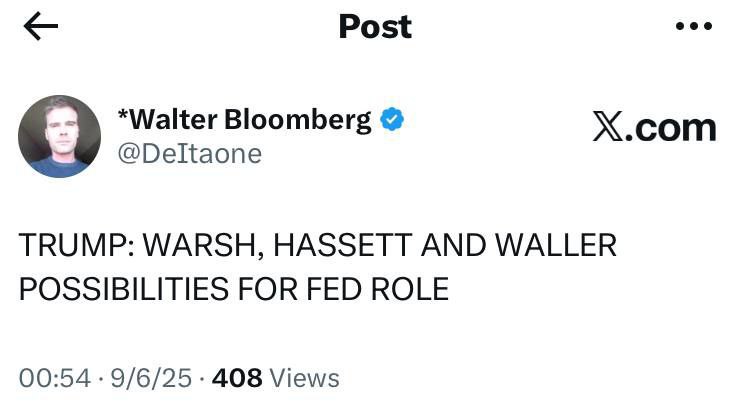 Post
*Walter Bloomberg
@DeItaone
X.com
TRUMP: WARSH, HASSETT AND WALLER
POSSIBILITIES FOR FED ROLE
00:54 · 9/6/25 · 408 Views